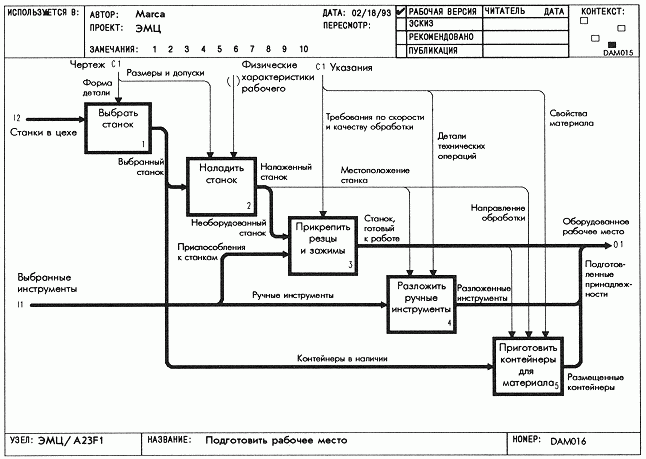 ИСПОЛЬЗУЕТСЯ В:
АВТОР: Marca
ПРОЕКТ: ЭМЦ
ЗАМЕЧАНИЯ: 1 2 3 4 5 6 7 8 9 10
ДАТА: 02/18/93
ПЕРЕСМОТР:
РАБОЧАЯ ВЕРСИЯ
ЭСКИЗ
РЕКОМЕНДОВАНО
ПУБЛИКАЦИЯ
ЧИТАТЕЛЬ ДАТА
КОНТЕКСТ:
DAM015
Чертеж C1
Размеры и допуски
Физические
характеристики
рабочего
C1 Указания
Форма
детали
I2
Станки в цехе
Выбрать
станок
1
Требования по скорости
и качеству обработки
Свойства
материала
Детали
технических
операций
Выбранный
станок
Наладить
станок
2
Налаженный
станок
Местоположение
станка
Направление
обработки
Необорудованный
станок
Приапособления
к станкам
Прикрепить
резцы
и зажимы
3
Станок,
готовый
к работе
Оборудованное
рабочее место
O1
Выбранные
инструменты
I1
Ручные инструменты
Разложить
ручные
инструменты
4
Разложенные
инструменты
Подготов-
ленные
принадлеж-
ности
Контейнеры в наличии
Приготовить
контейнеры
для
материала
5
Размещенные
контейнеры
УЗЕЛ: ЭМЦ/A23F1
НАЗВАНИЕ: Подготовить рабочее место
НОМЕР: DAM016